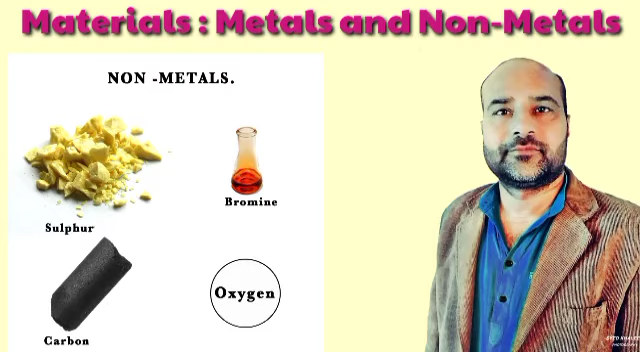 Materials : Metals and Non-Metals
NON -METALS.
Bromine
Sulphur
Oxygen
Carbon